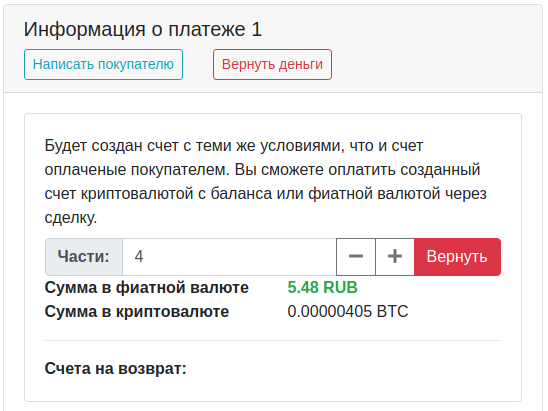 Информация о платеже 1
Написать покупателю Вернуть деньги
Будет создан счет с теми же условиями, что и счет
оплаченые покупателем. Вы сможете оплатить созданный
счет криптовалютой с баланса или фиатной валютой через
сделку.
Части: 4 − + Вернуть
Сумма в фиатной валюте 5.48 RUB
Сумма в криптовалюте 0.00000405 BTC
Счета на возврат: